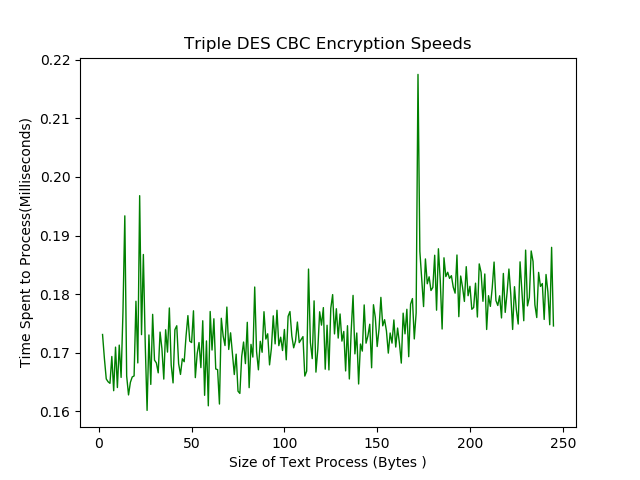 Triple DES CBC Encryption Speeds
Time Spent to Process(Milliseconds)
0.22
0.21
0.20
0.19
0.18
0.17
0.16
0 50 100 150 200 250
Size of Text Process (Bytes )